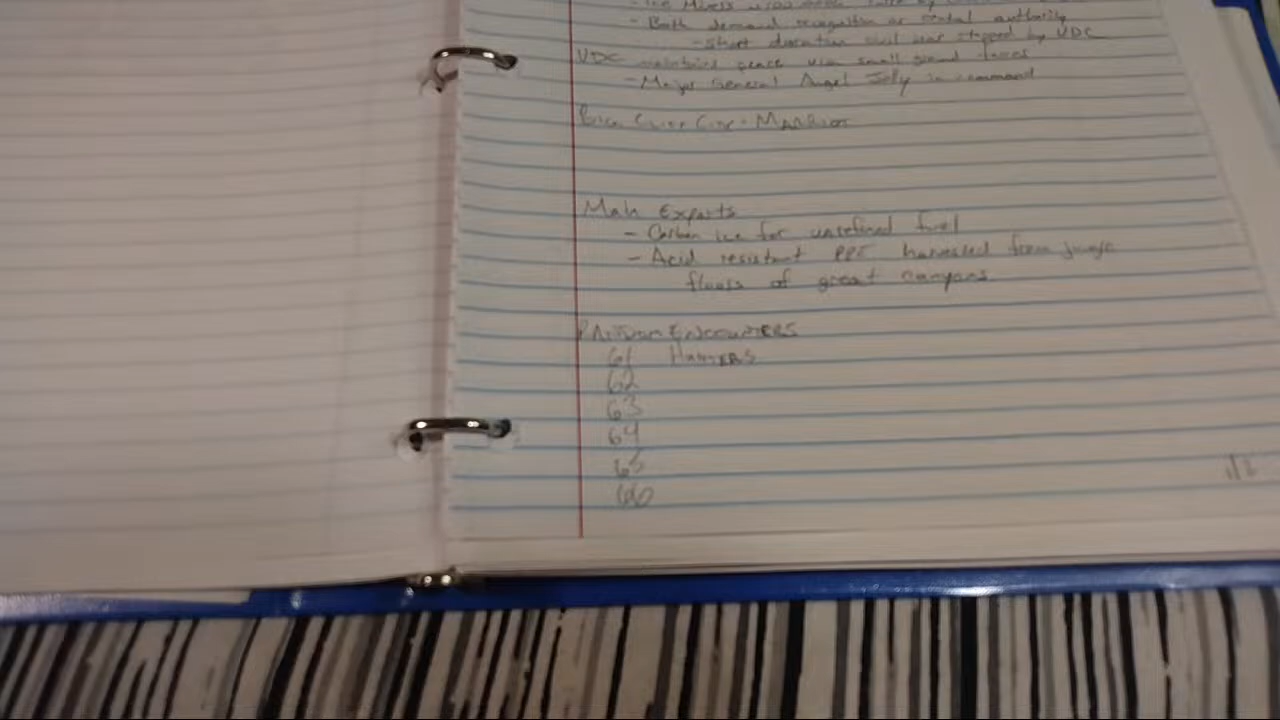 - Both demand recognition as central authority
- Short duration civil war stopped by UDC
UDC maintains peace via small ground forces
- Major General Angel Jolly in command
Main Exports
- Carbon ice for unrefined fuel
- Acid resistant PPE harvested from jungle
floors of great canyons
RANDOM ENCOUNTERS
61 HUNTERS
62
63
64
65
66